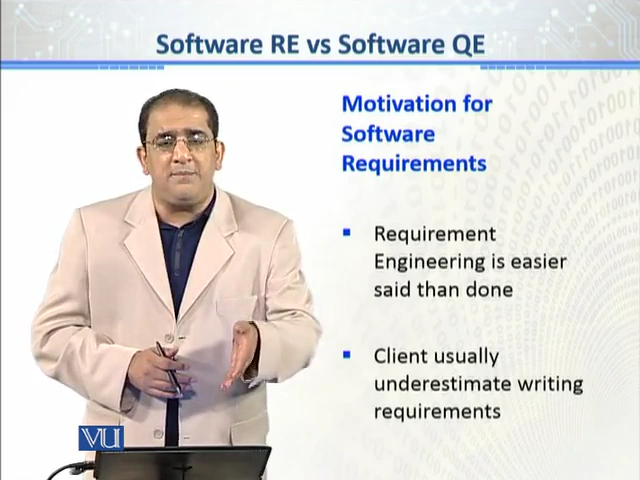 Software RE vs Software QE
Motivation for
Software
Requirements
▪ Requirement
Engineering is easier
said than done
▪ Client usually
underestimate writing
requirements
VU